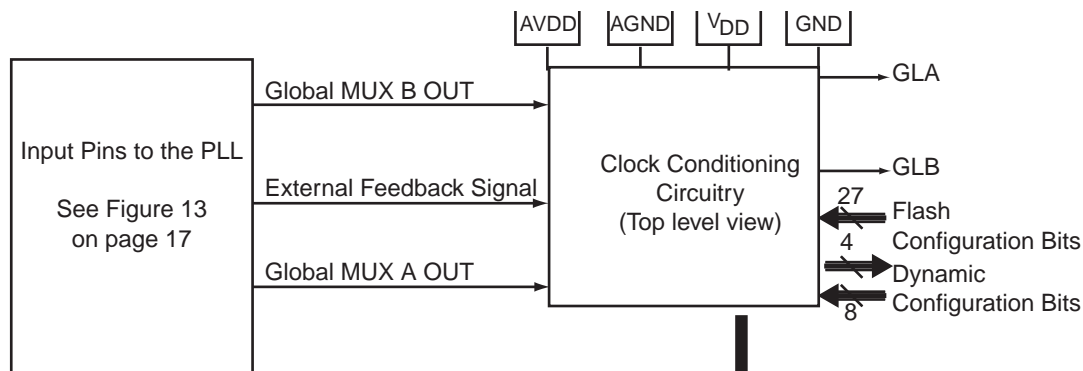 AVDD
AGND
VDD
GND
Global MUX B OUT
GLA
Input Pins to the PLL
See Figure 13
on page 17
External Feedback Signal
Clock Conditioning
Circuitry
(Top level view)
GLB
27
Flash
Configuration Bits
4
Global MUX A OUT
Dynamic
Configuration Bits
8